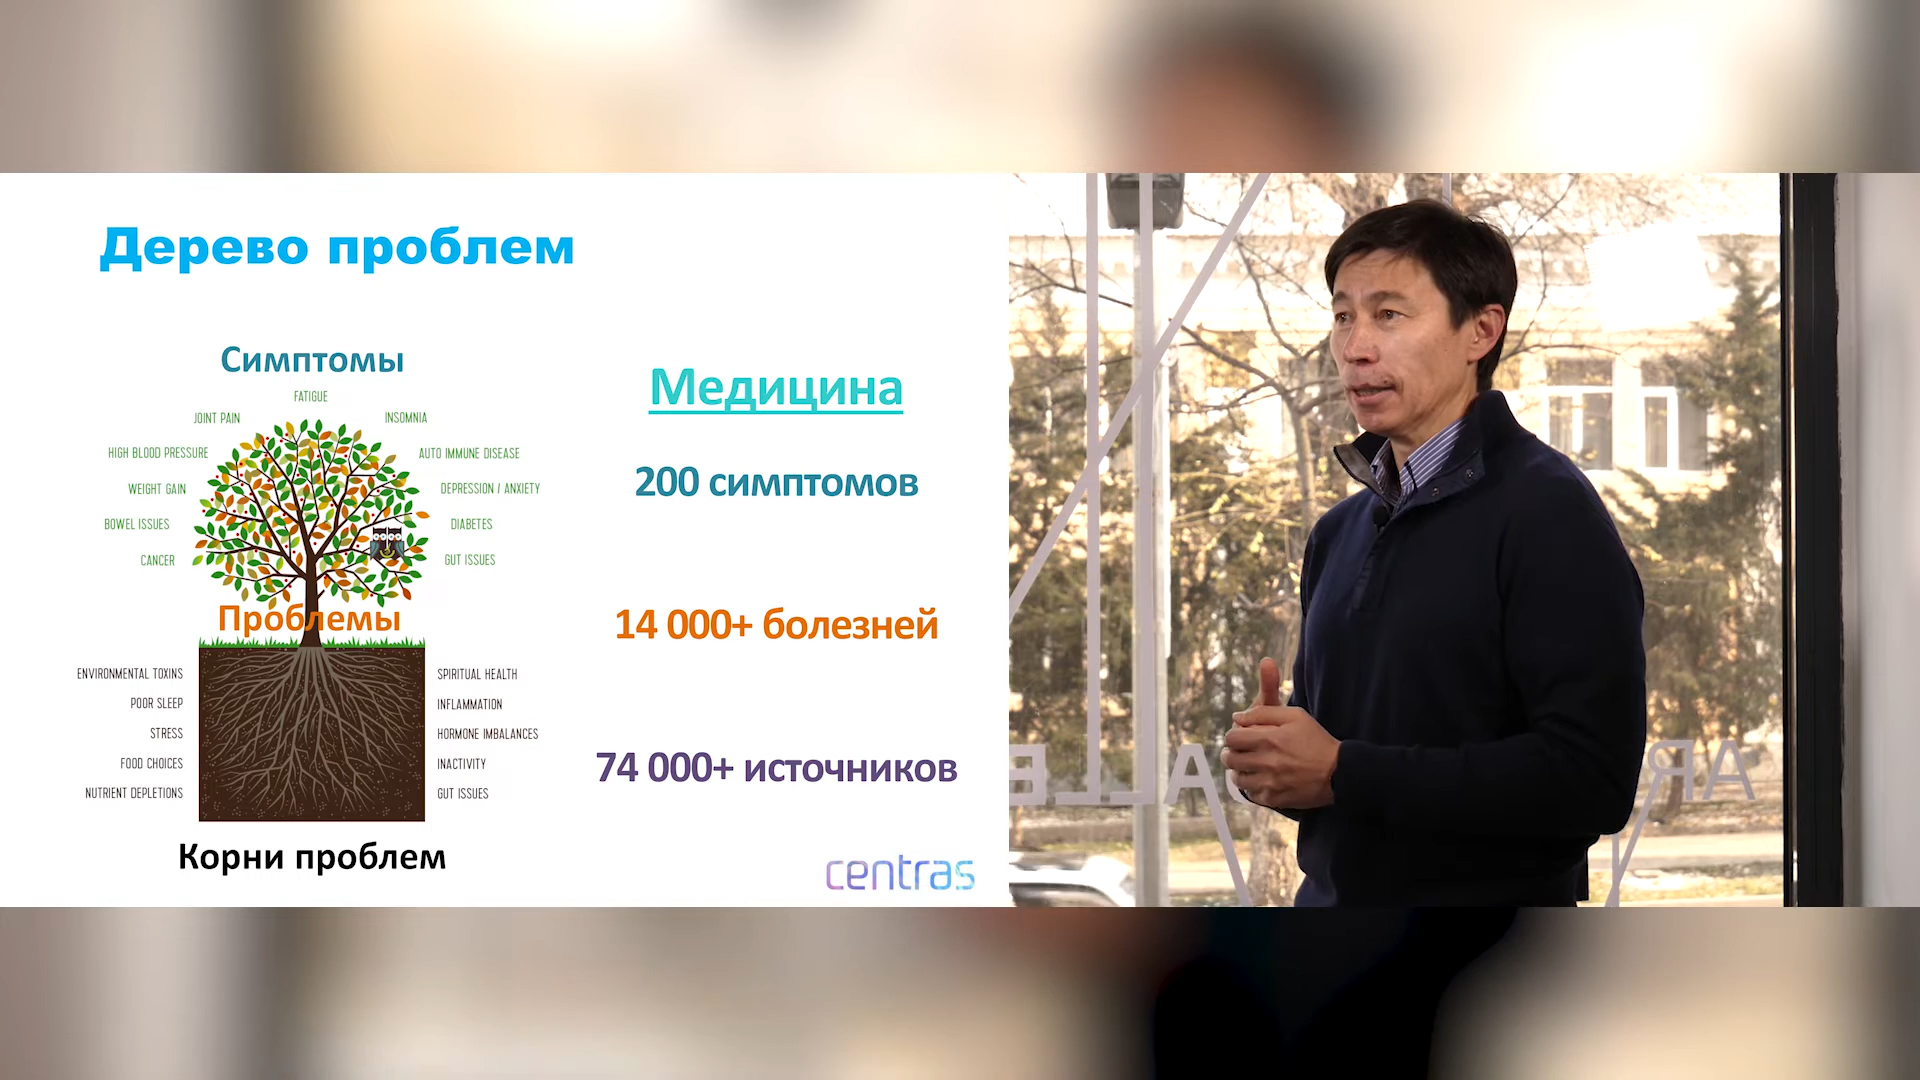 Дерево проблем
Симптомы
FATIGUE
JOINT PAIN
INSOMNIA
HIGH BLOOD PRESSURE
AUTO IMMUNE DISEASE
WEIGHT GAIN
DEPRESSION / ANXIETY
BOWEL ISSUES
DIABETES
CANCER
GUT ISSUES
Проблемы
ENVIRONMENTAL TOXINS
SPIRITUAL HEALTH
POOR SLEEP
INFLAMMATION
STRESS
HORMONE IMBALANCES
FOOD CHOICES
INACTIVITY
NUTRIENT DEPLETIONS
GUT ISSUES
Корни проблем
Медицина
200 симптомов
14 000+ болезней
74 000+ источников
centras